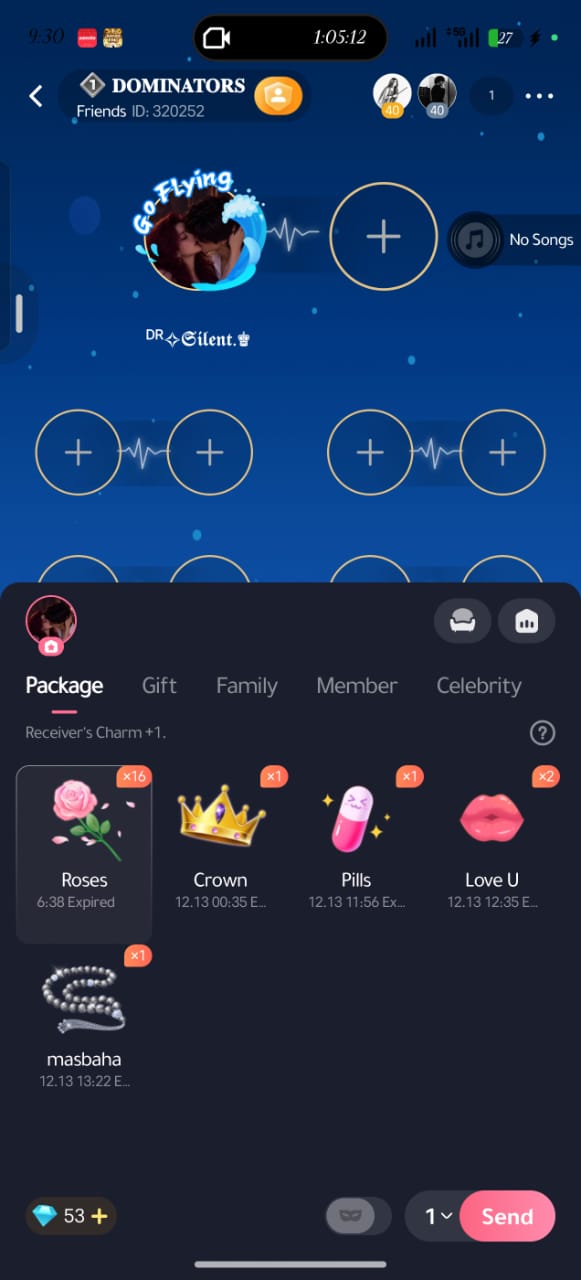 9:30 1:05:12 5G 27
1 DOMINATORS
Friends ID: 320252
40 40 1
Go Flying
No Songs
DR✧𝕾𝖎𝖑𝖊𝖓𝖙.♛
Package Gift Family Member Celebrity
Receiver's Charm +1.
?
×16 ×1 ×1 ×2
Roses Crown Pills Love U
6:38 Expired 12.13 00:35 E... 12.13 11:56 Ex... 12.13 12:35 E...
×1
masbaha
12.13 13:22 E...
53 + 1 Send